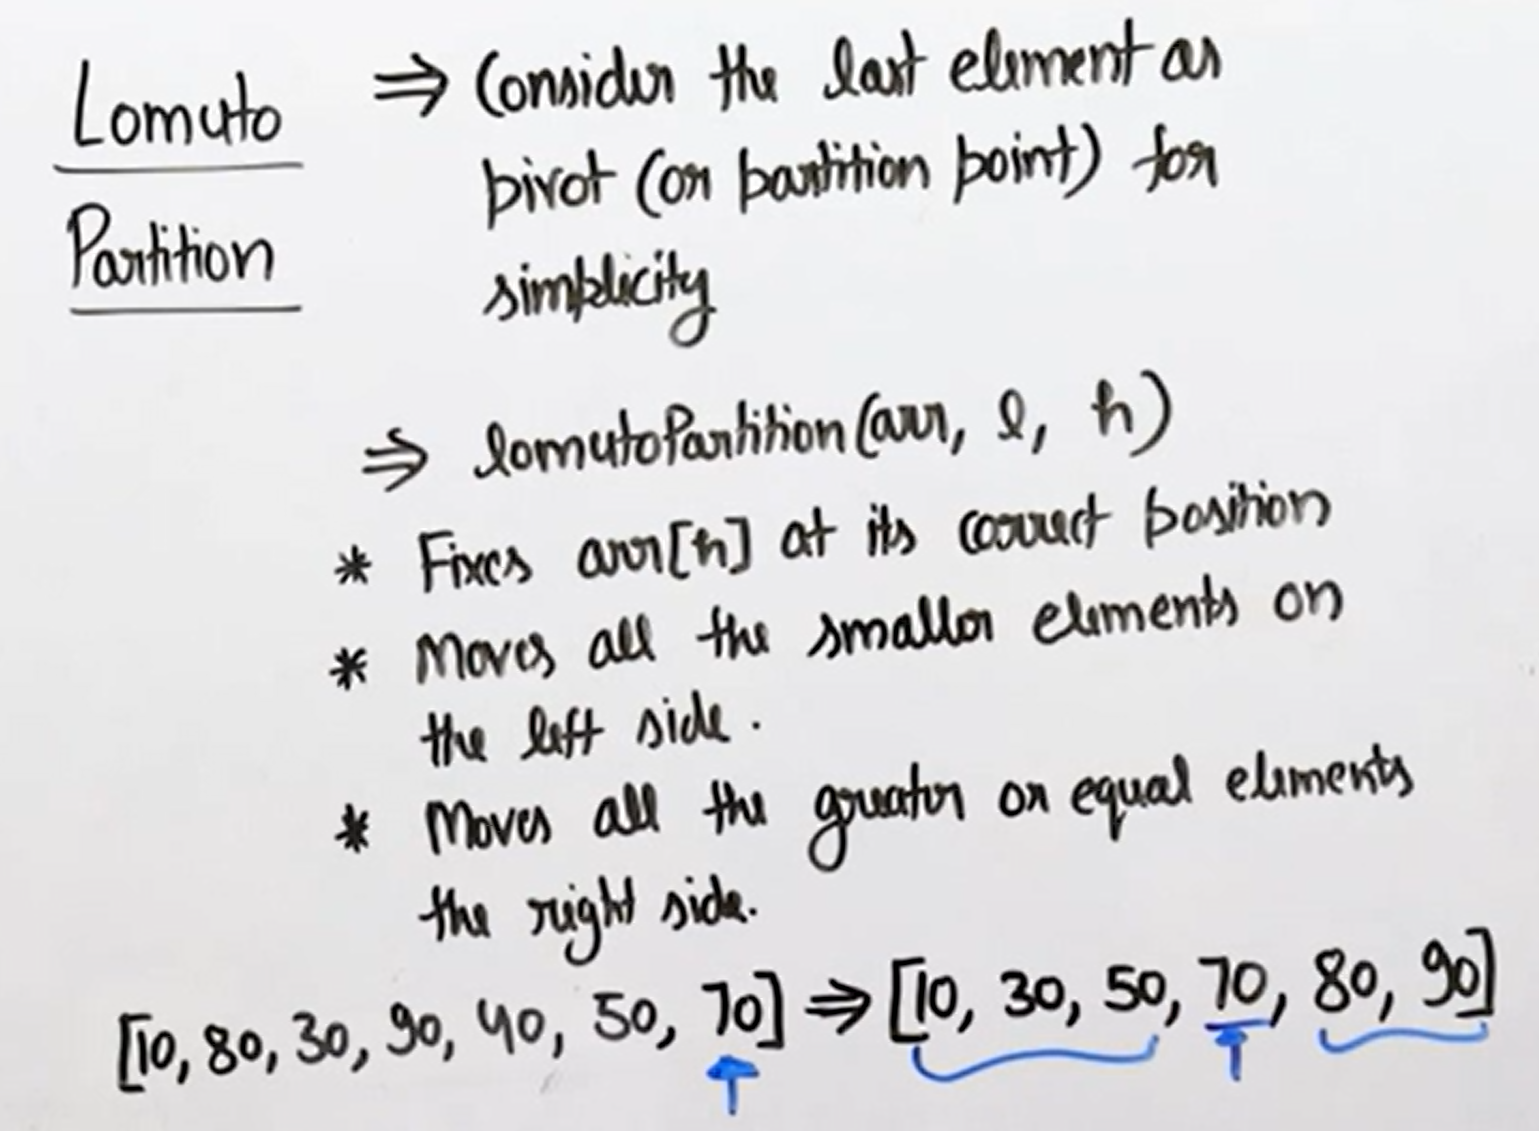 Lomuto ⇒ Consider the last element as
Partition pivot (or partition point) for
simplicity
⇒ lomutoPartition(arr, l, h)
* Fixes arr[h] at its correct position
* Moves all the smaller elements on
the left side.
* Moves all the greater or equal elements
the right side.
[10, 80, 30, 90, 40, 50, 70] ⇒ [10, 30, 50, 70, 80, 90]